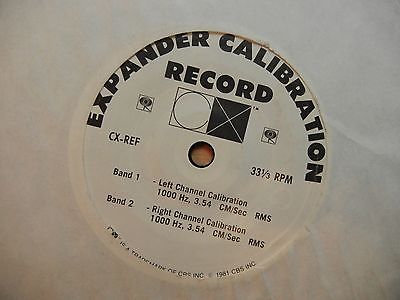 EXPANDER CALIBRATION
RECORD
TM
CX-REF
33⅓ RPM
Band 1 - Left Channel Calibration
1000 Hz, 3.54 CM/Sec RMS
Band 2 - Right Channel Calibration
1000 Hz, 3.54 CM/Sec RMS
IS A TRADEMARK OF CBS INC. © 1981 CBS INC.